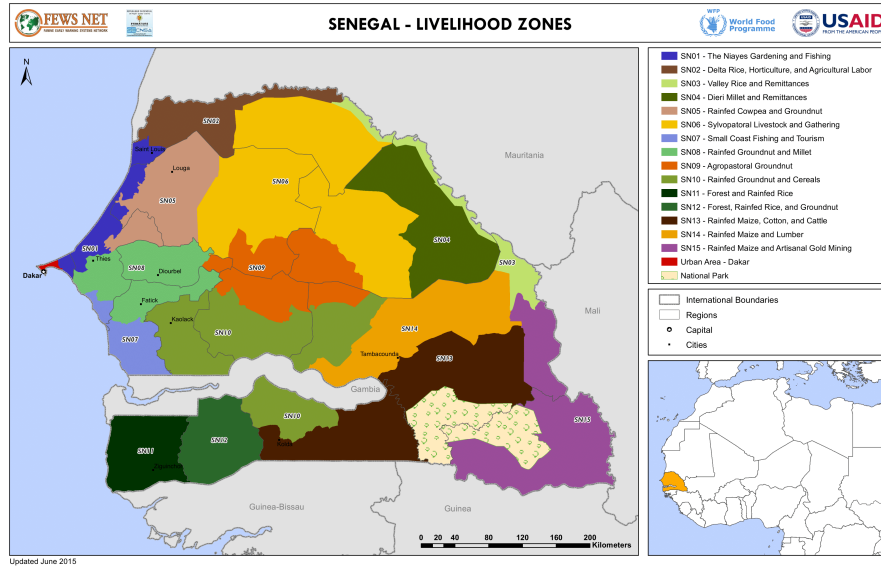 FEWS NET
FAMINE EARLY WARNING SYSTEMS NETWORK
SENEGAL - LIVELIHOOD ZONES
WFP
World Food
Programme
USAID
FROM THE AMERICAN PEOPLE
N
SN02
Saint Louis
Louga
SN05
SN06
Mauritania
SN01
Thies
SN08
Diourbel
SN09
SN04
SN03
Dakar
Fatick
Kaolack
SN10
SN07
SN14
Mali
Tambacounda
SN13
Gambia
SN10
SN15
SN12
SN11
Kolda
Ziguinchor
Guinea-Bissau
Guinea
0 20 40 80 120 160 200
Kilometers
SN01 - The Niayes Gardening and Fishing
SN02 - Delta Rice, Horticulture, and Agricultural Labor
SN03 - Valley Rice and Remittances
SN04 - Dieri Millet and Remittances
SN05 - Rainfed Cowpea and Groundnut
SN06 - Sylvopatoral Livestock and Gathering
SN07 - Small Coast Fishing and Tourism
SN08 - Rainfed Groundnut and Millet
SN09 - Agropastoral Groundnut
SN10 - Rainfed Groundnut and Cereals
SN11 - Forest and Rainfed Rice
SN12 - Forest, Rainfed Rice, and Groundnut
SN13 - Rainfed Maize, Cotton, and Cattle
SN14 - Rainfed Maize and Lumber
SN15 - Rainfed Maize and Artisanal Gold Mining
Urban Area - Dakar
National Park
International Boundaries
Regions
Capital
Cities
Updated June 2015